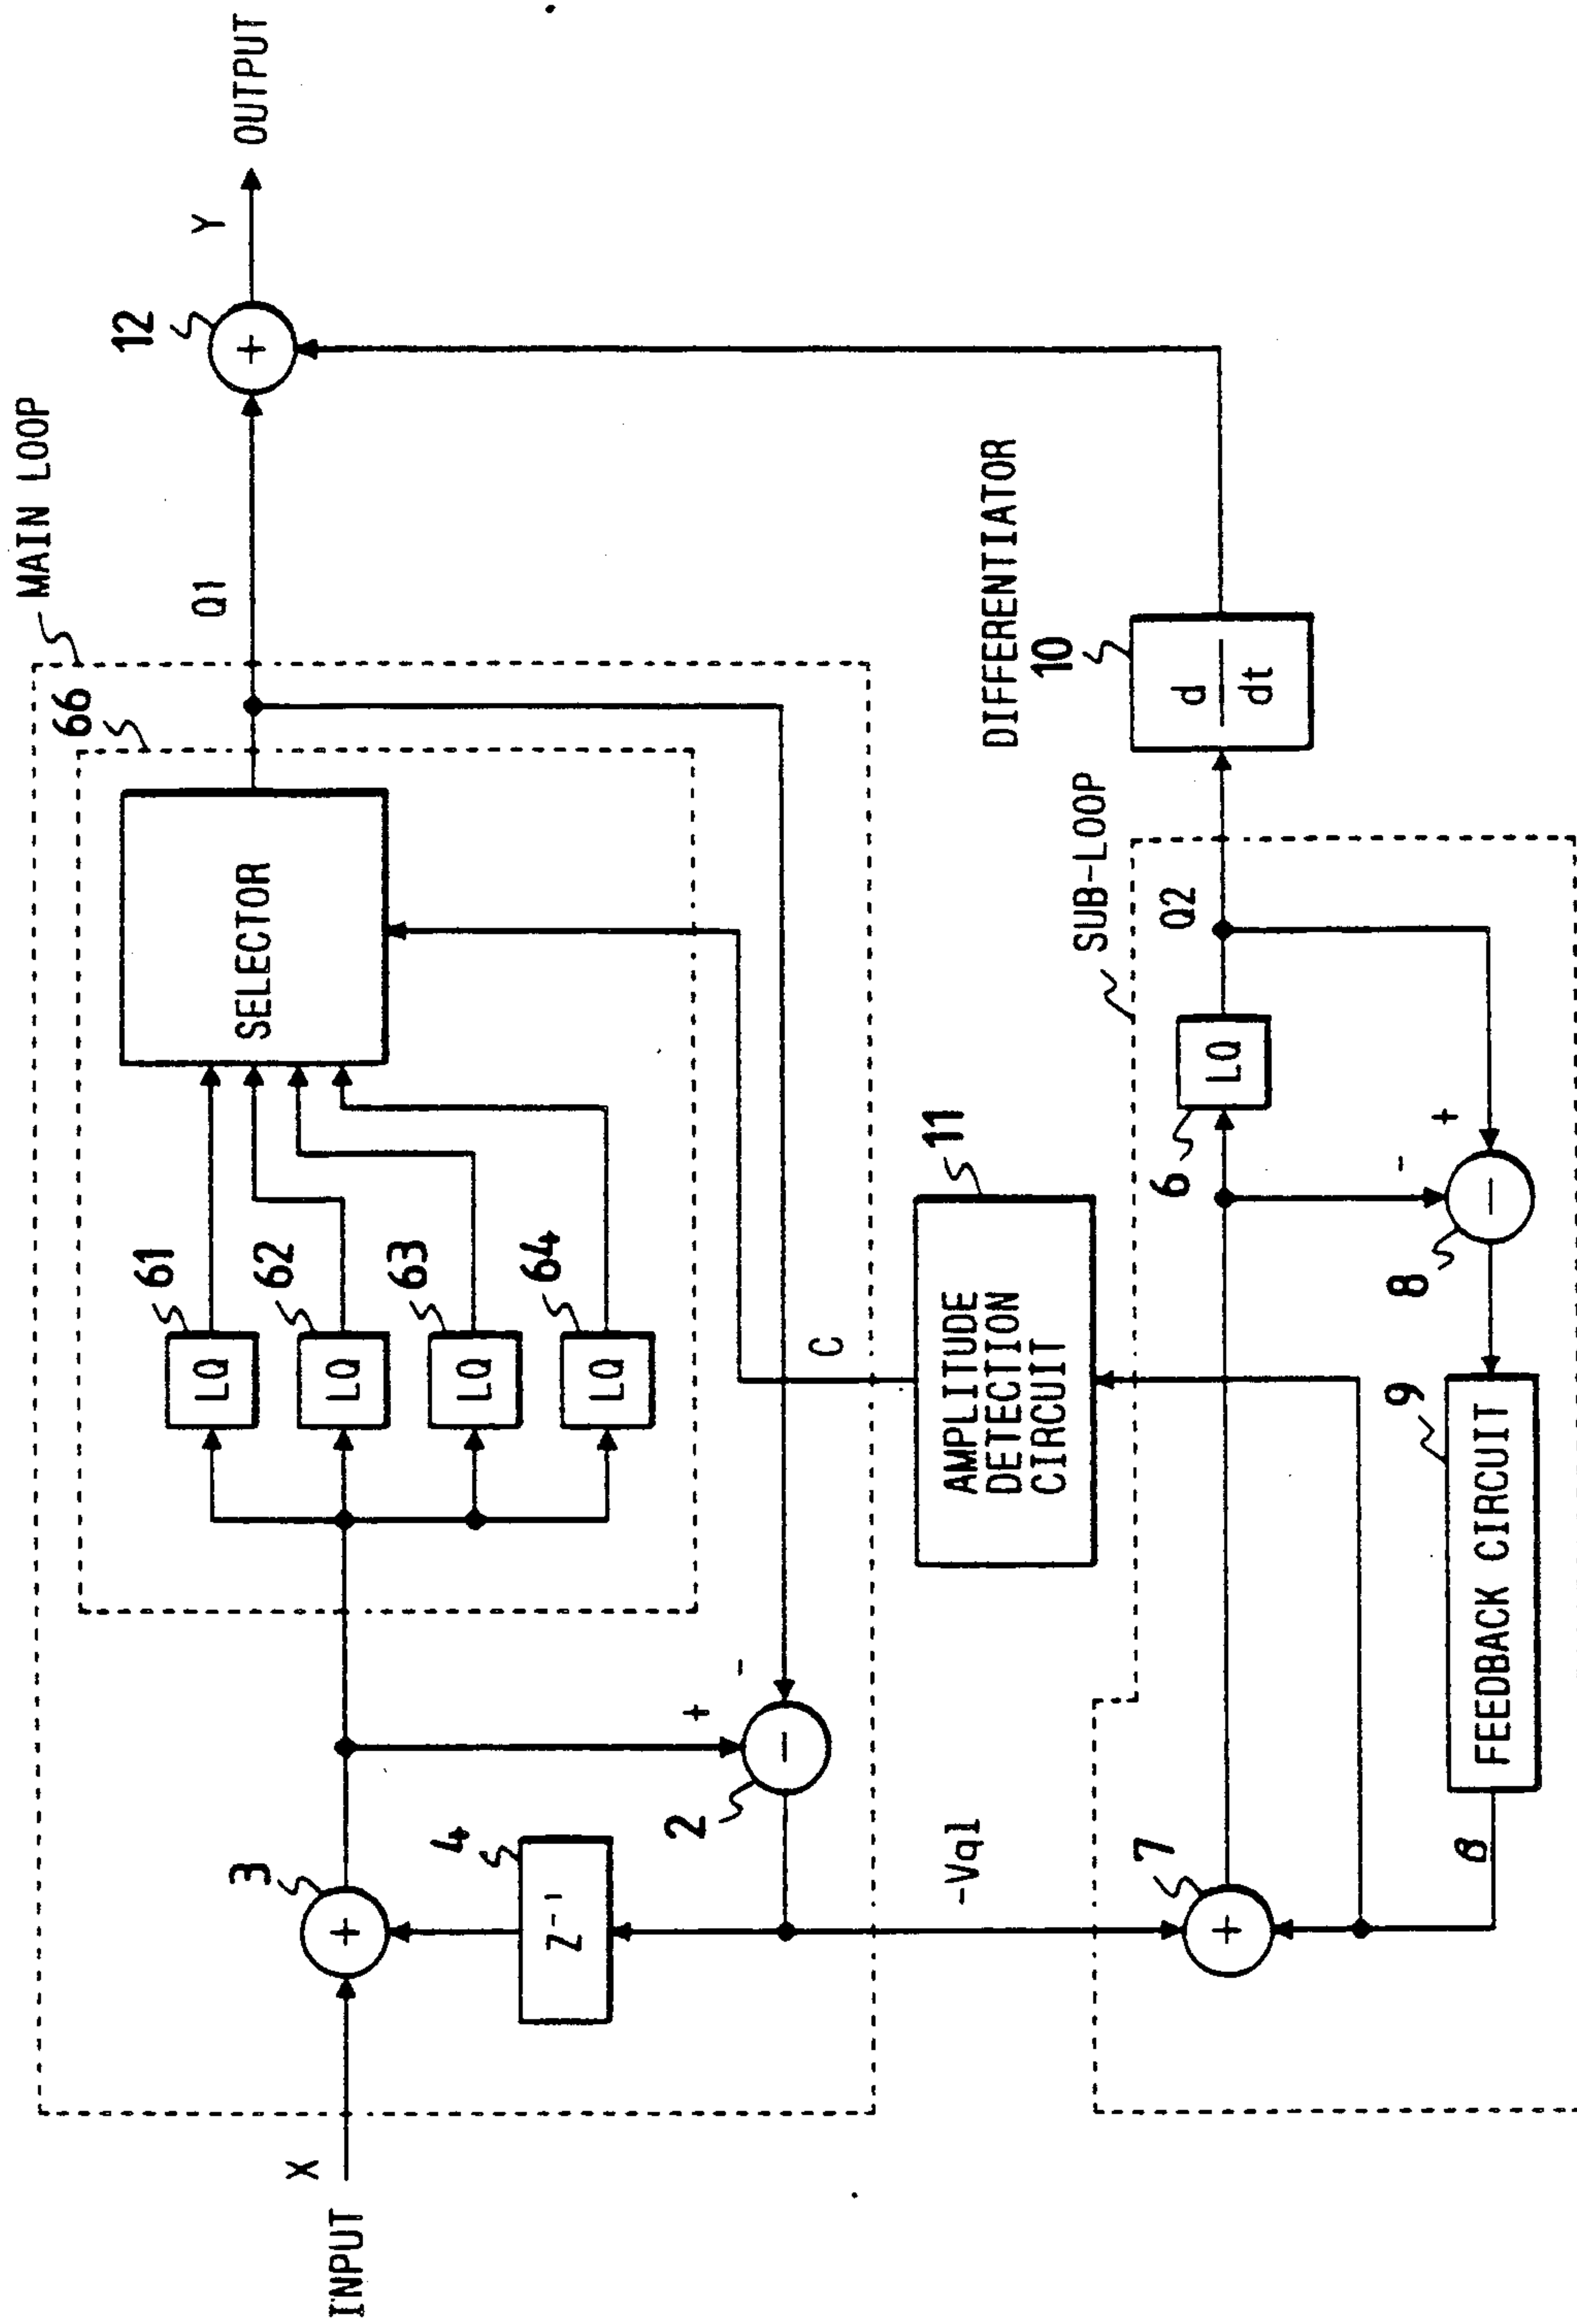 INPUT
X
3
+
4
Z⁻¹
2
−
+
-
61
LQ
62
LQ
63
LQ
64
LQ
SELECTOR
66
MAIN LOOP
Q1
12
+
Y
OUTPUT
C
AMPLITUDE
DETECTION
CIRCUIT
11
-Vq1
7
+
6
LQ
Q2
SUB-LOOP
DIFFERENTIATOR
10
d
dt
8
−
-
+
9
FEEDBACK CIRCUIT
B